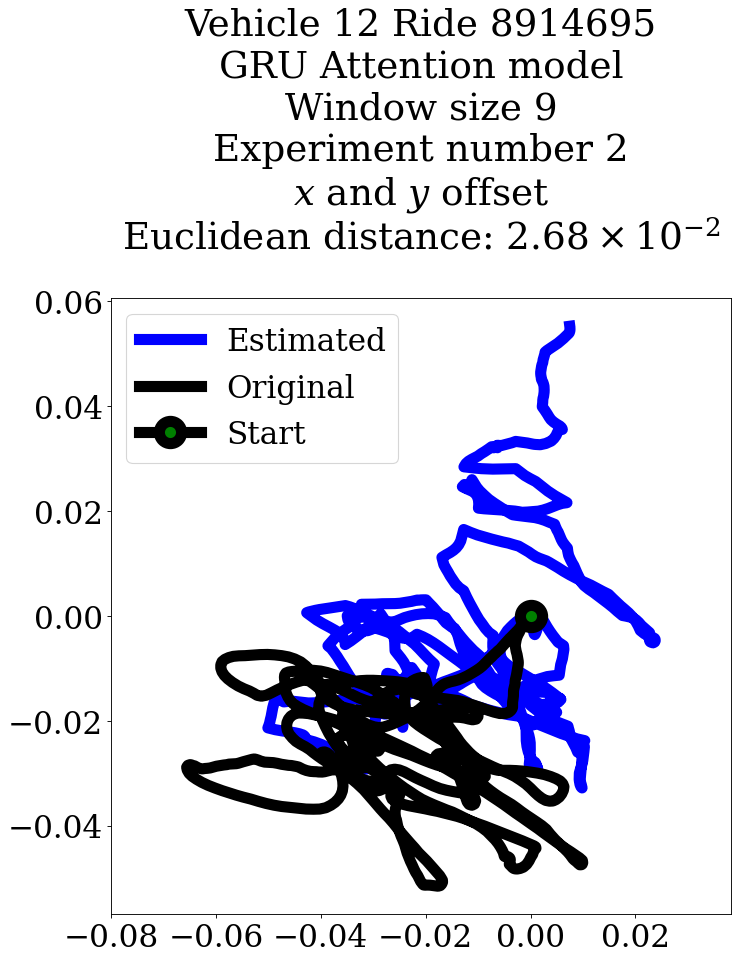 Vehicle 12 Ride 8914695
GRU Attention model
Window size 9
Experiment number 2
x and y offset
Euclidean distance: 2.68 × 10⁻²
Estimated
Original
Start
0.06
0.04
0.02
0.00
−0.02
−0.04
−0.08 −0.06 −0.04 −0.02 0.00 0.02